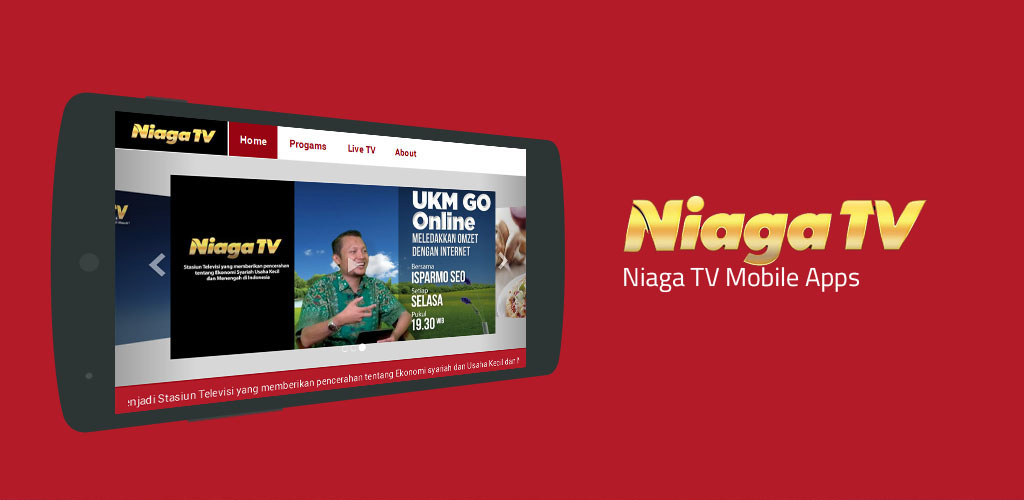 Niaga TV
Home
Progams
Live TV
About
TV
Niaga TV
Stasiun Televisi yang memberikan pencerahan
tentang Ekonomi Syariah Usaha Kecil
dan Menengah di Indonesia
UKM GO
Online
MELEDAKKAN OMZET
DENGAN INTERNET
Bersama
ISPARMO SEO
Setiap
SELASA
Pukul
19.30 WIB
enjadi Stasiun Televisi yang memberikan pencerahan tentang Ekonomi syariah dan Usaha Kecil dan
Niaga TV
Niaga TV Mobile Apps